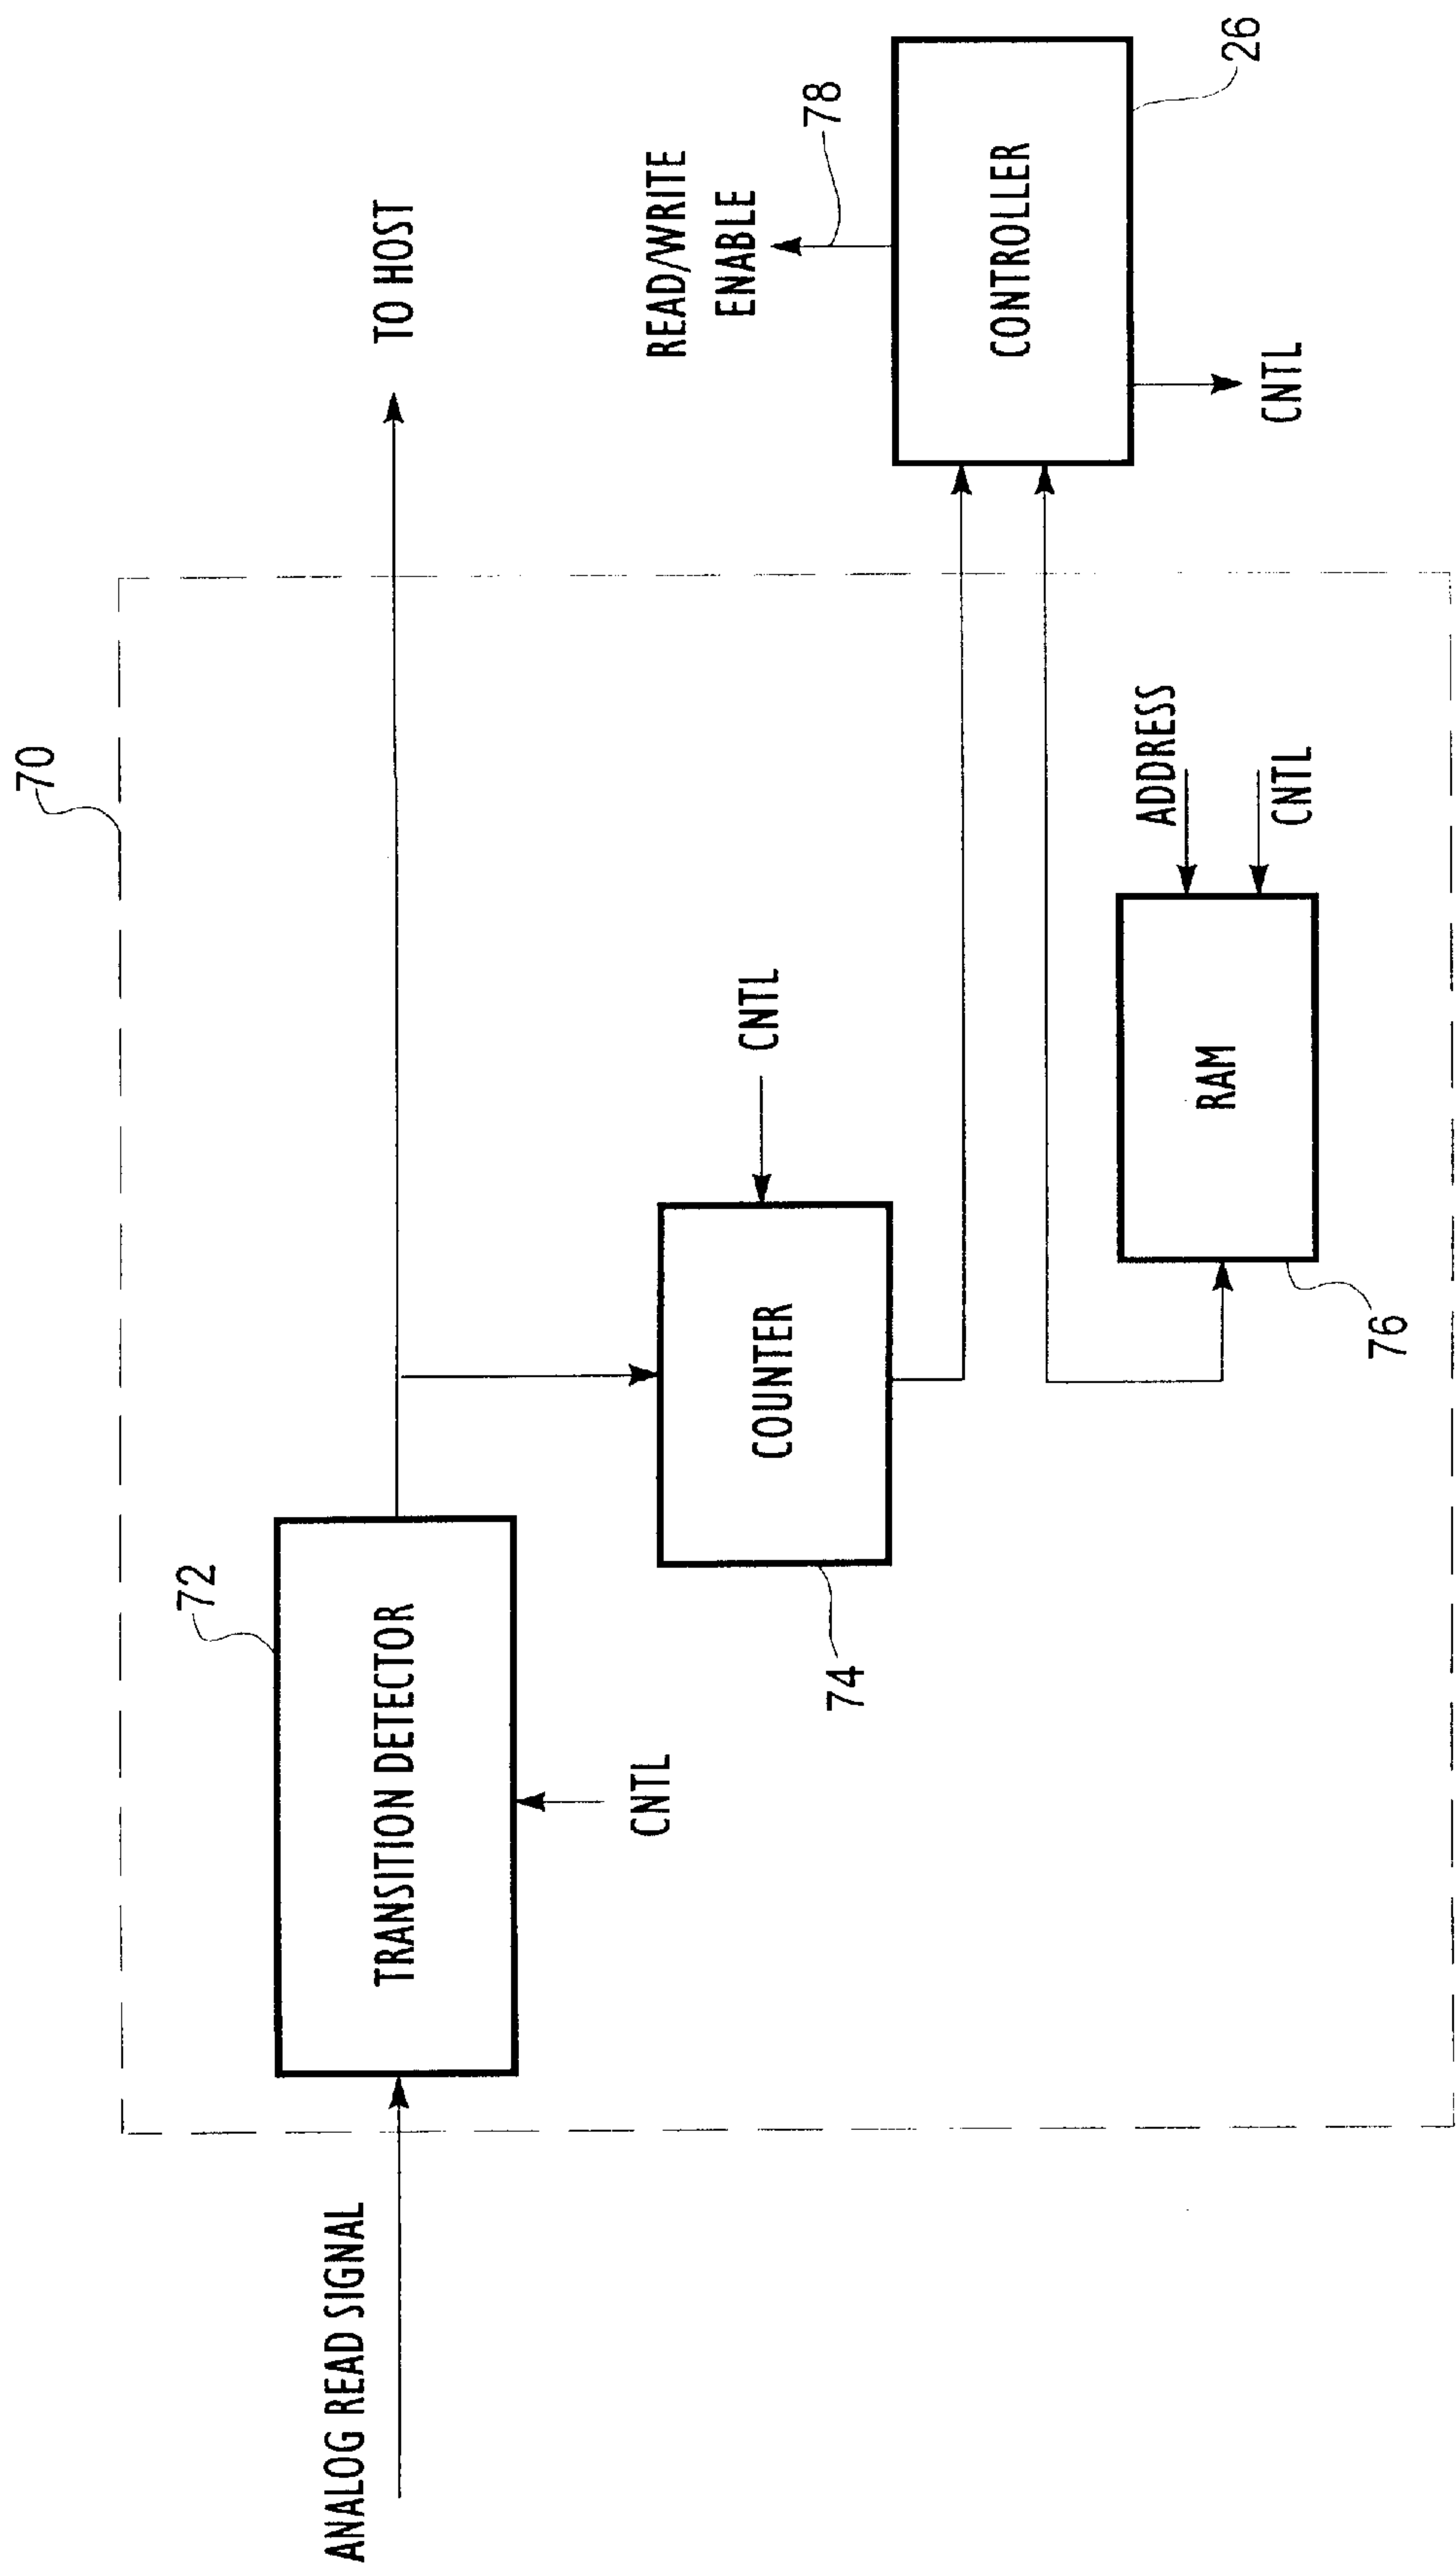 70
TO HOST
72
TRANSITION DETECTOR
ANALOG READ SIGNAL
CNTL
COUNTER
CNTL
74
READ/WRITE
ENABLE
78
CONTROLLER
26
CNTL
ADDRESS
CNTL
RAM
76